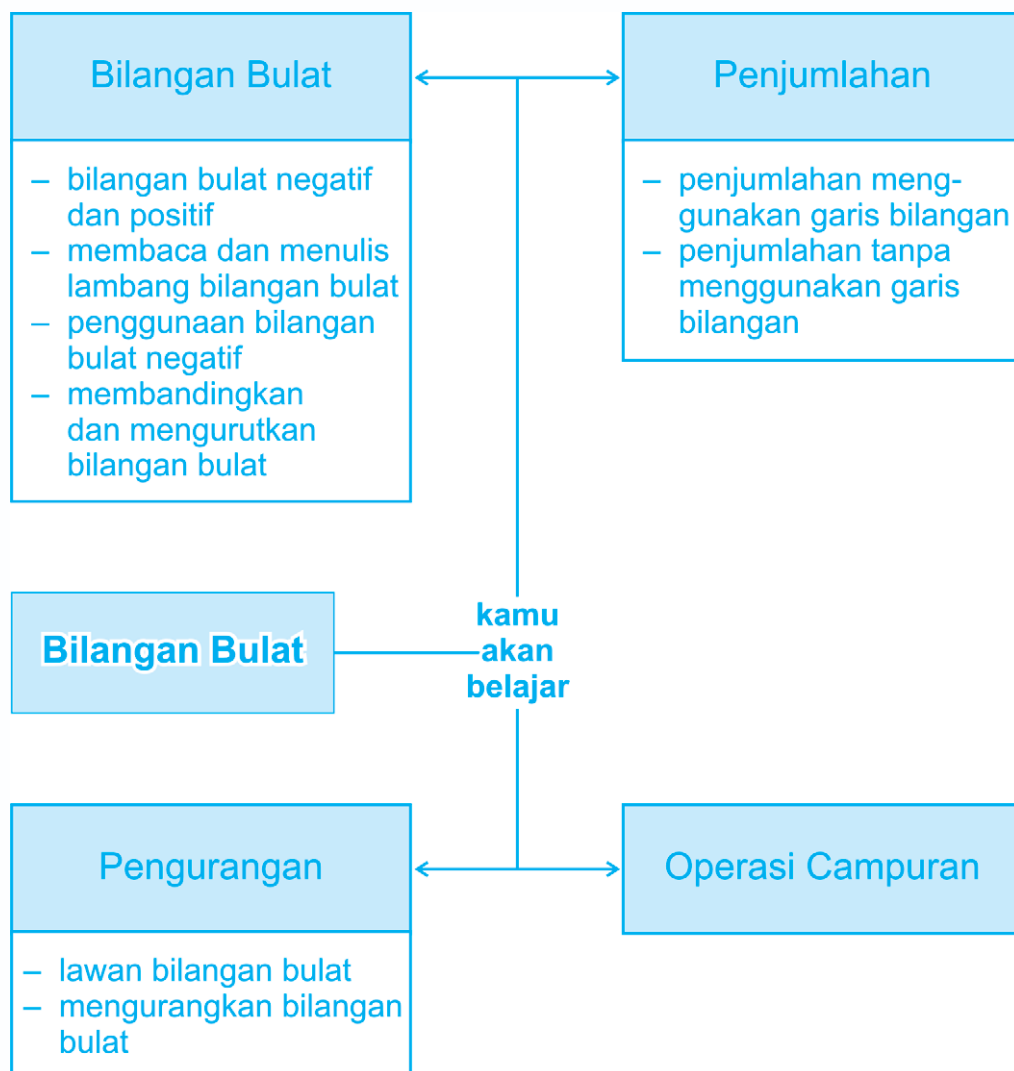 Bilangan Bulat
– bilangan bulat negatif
dan positif
– membaca dan menulis
lambang bilangan bulat
– penggunaan bilangan
bulat negatif
– membandingkan
dan mengurutkan
bilangan bulat
Penjumlahan
– penjumlahan meng-
gunakan garis bilangan
– penjumlahan tanpa
menggunakan garis
bilangan
Bilangan Bulat
kamu
akan
belajar
Pengurangan
– lawan bilangan bulat
– mengurangkan bilangan
bulat
Operasi Campuran